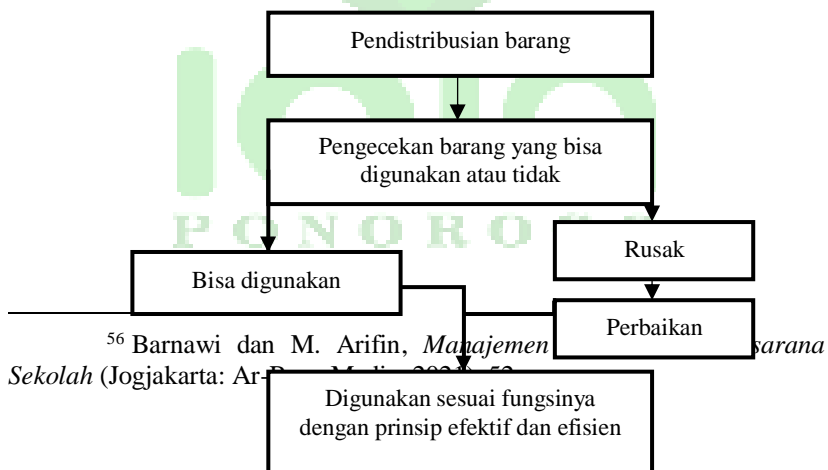 Pendistribusian barang
Pengecekan barang yang bisa
digunakan atau tidak
PONOROGO
Rusak
Bisa digunakan
Perbaikan
56 Barnawi dan M. Arifin, Manajemen sarana
Sekolah (Jogjakarta: Ar-
Digunakan sesuai fungsinya
dengan prinsip efektif dan efisien